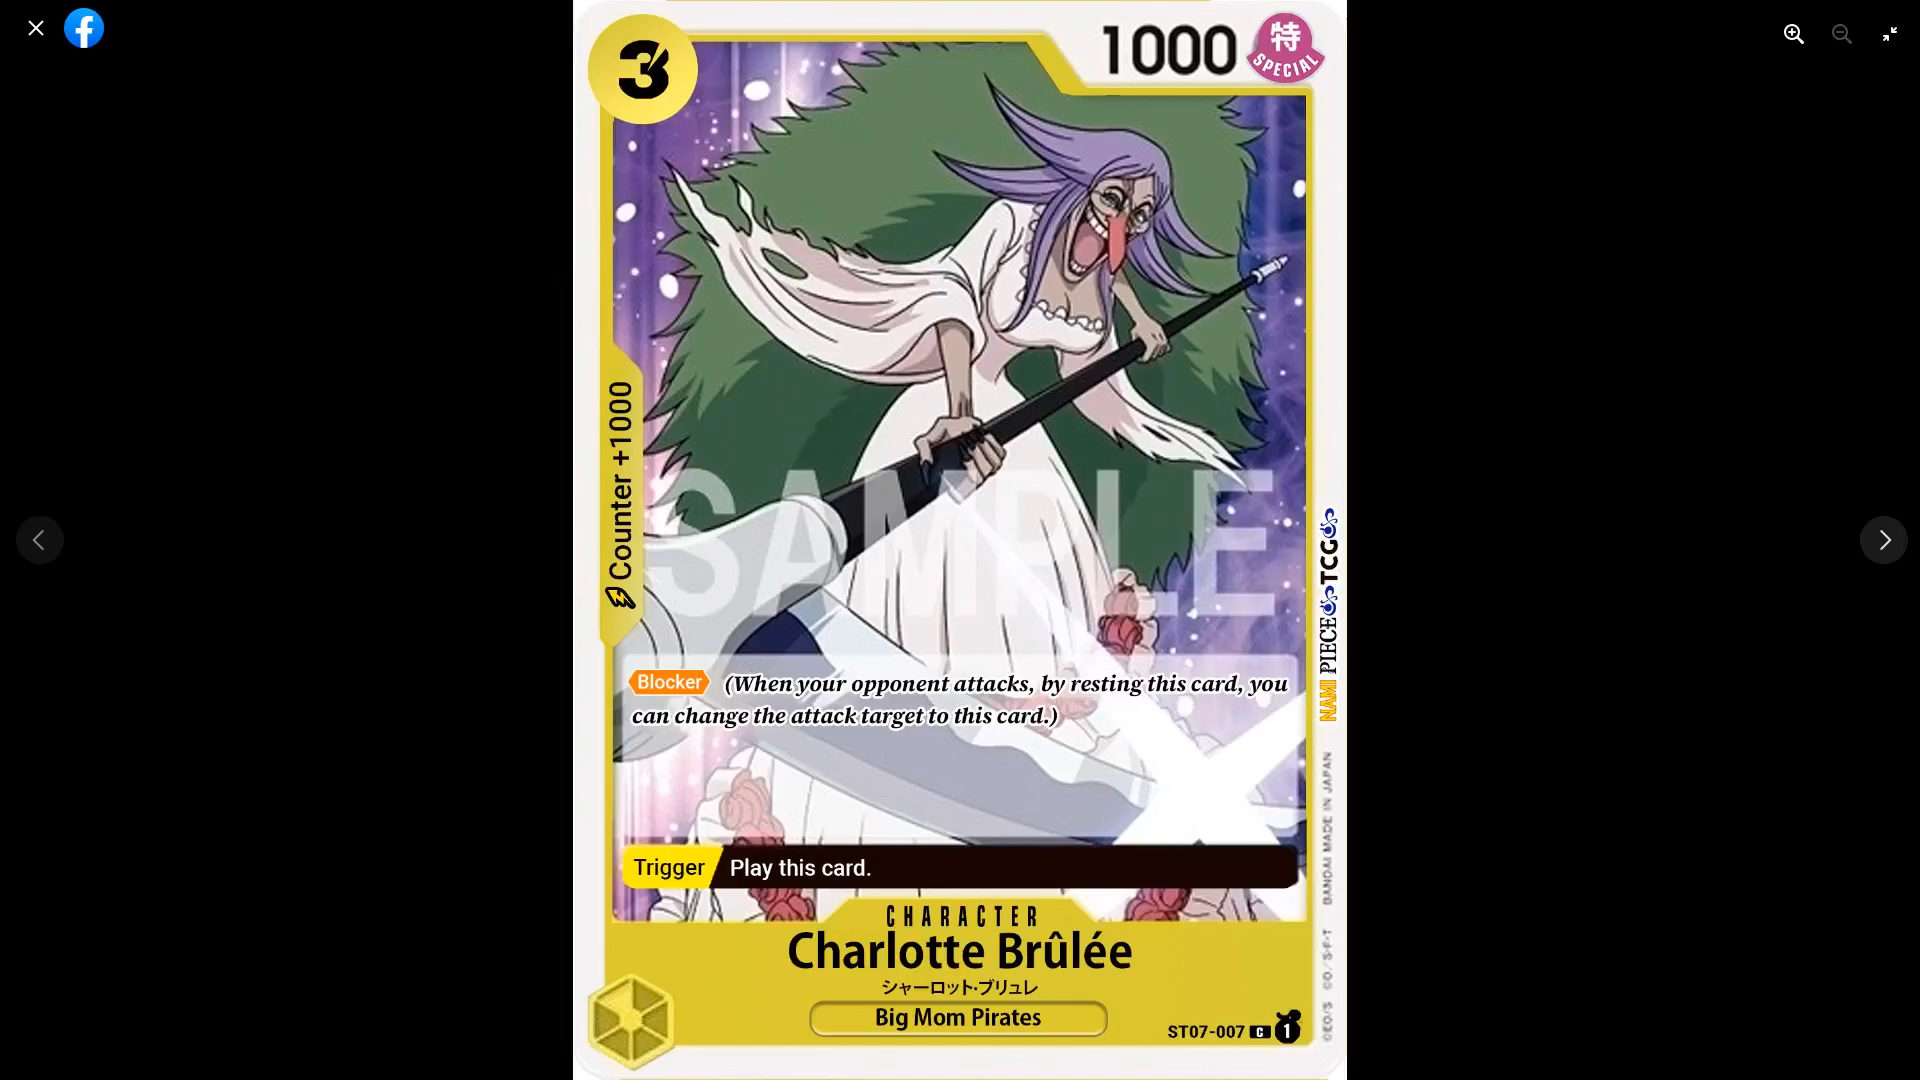 3
1000
特
SPECIAL
Counter +1000
SAMPLE
Blocker (When your opponent attacks, by resting this card, you
can change the attack target to this card.)
Trigger Play this card.
NAMI PIECE TCG
BANDAI MADE IN JAPAN
©EO/S ©O./S-F-T
CHARACTER
Charlotte Brûlée
シャーロット・ブリュレ
Big Mom Pirates
ST07-007 C 1